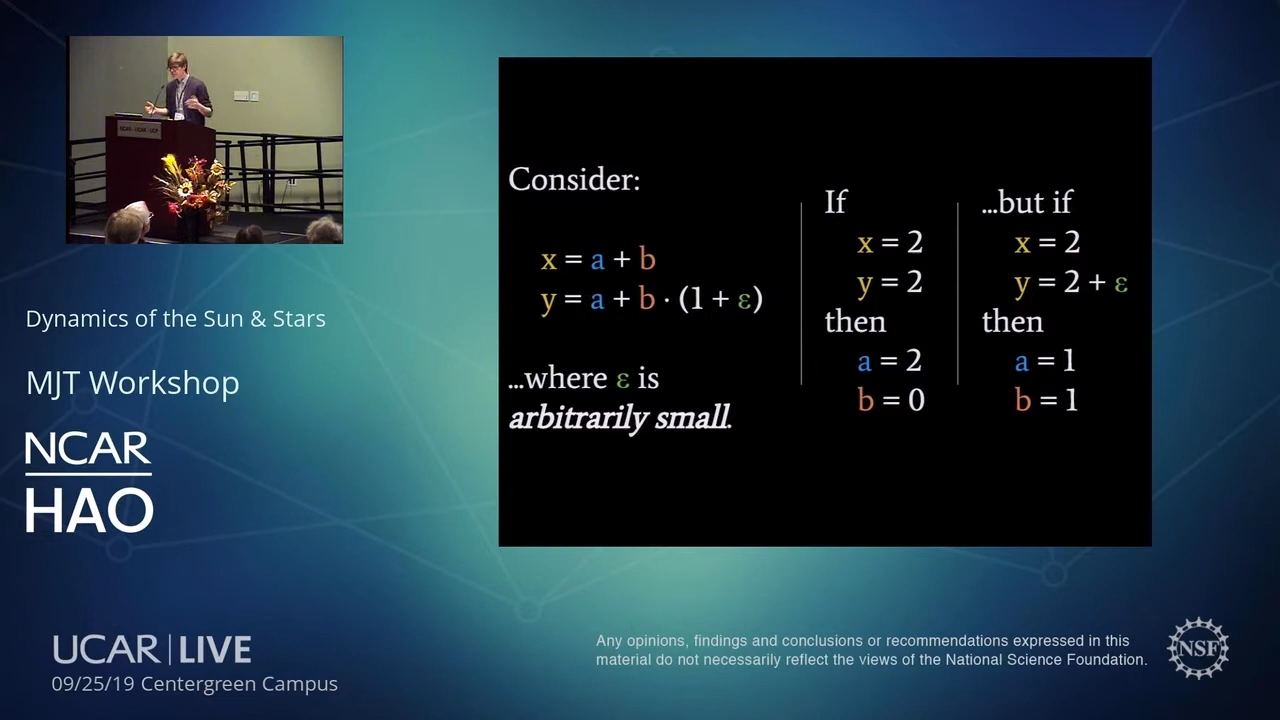 Consider:
x = a + b
y = a + b · (1 + ε)
...where ε is
arbitrarily small.
If
x = 2
y = 2
then
a = 2
b = 0
...but if
x = 2
y = 2 + ε
then
a = 1
b = 1
Dynamics of the Sun & Stars
MJT Workshop
NCAR
HAO
UCAR | LIVE
09/25/19 Centergreen Campus
Any opinions, findings and conclusions or recommendations expressed in this
material do not necessarily reflect the views of the National Science Foundation.
NSF